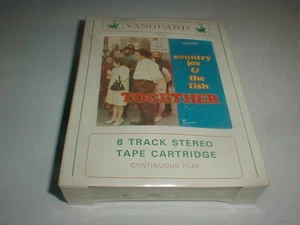 VANGUARD
country
joe &
the
fish
TOGETHER
8 TRACK STEREO
TAPE CARTRIDGE
CONTINUOUS PLAY